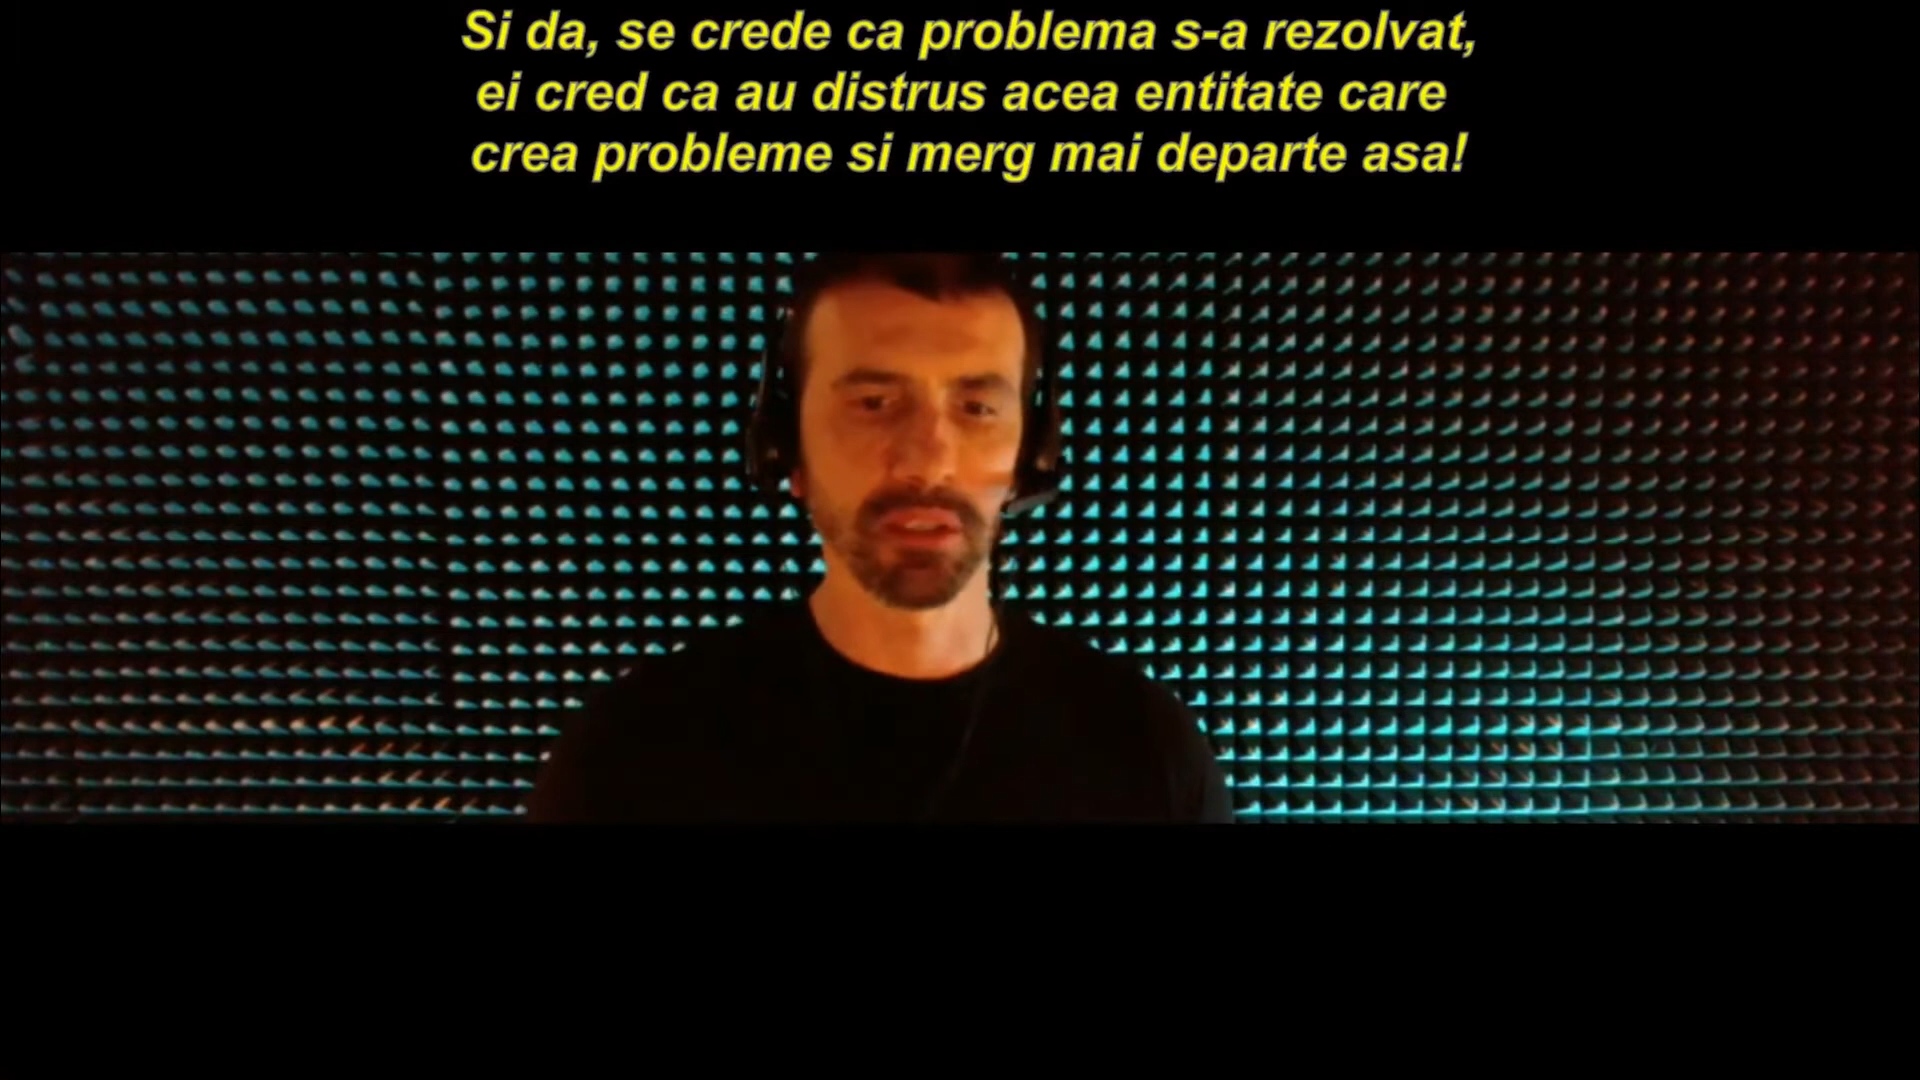 Si da, se crede ca problema s-a rezolvat,
ei cred ca au distrus acea entitate care
crea probleme si merg mai departe asa!